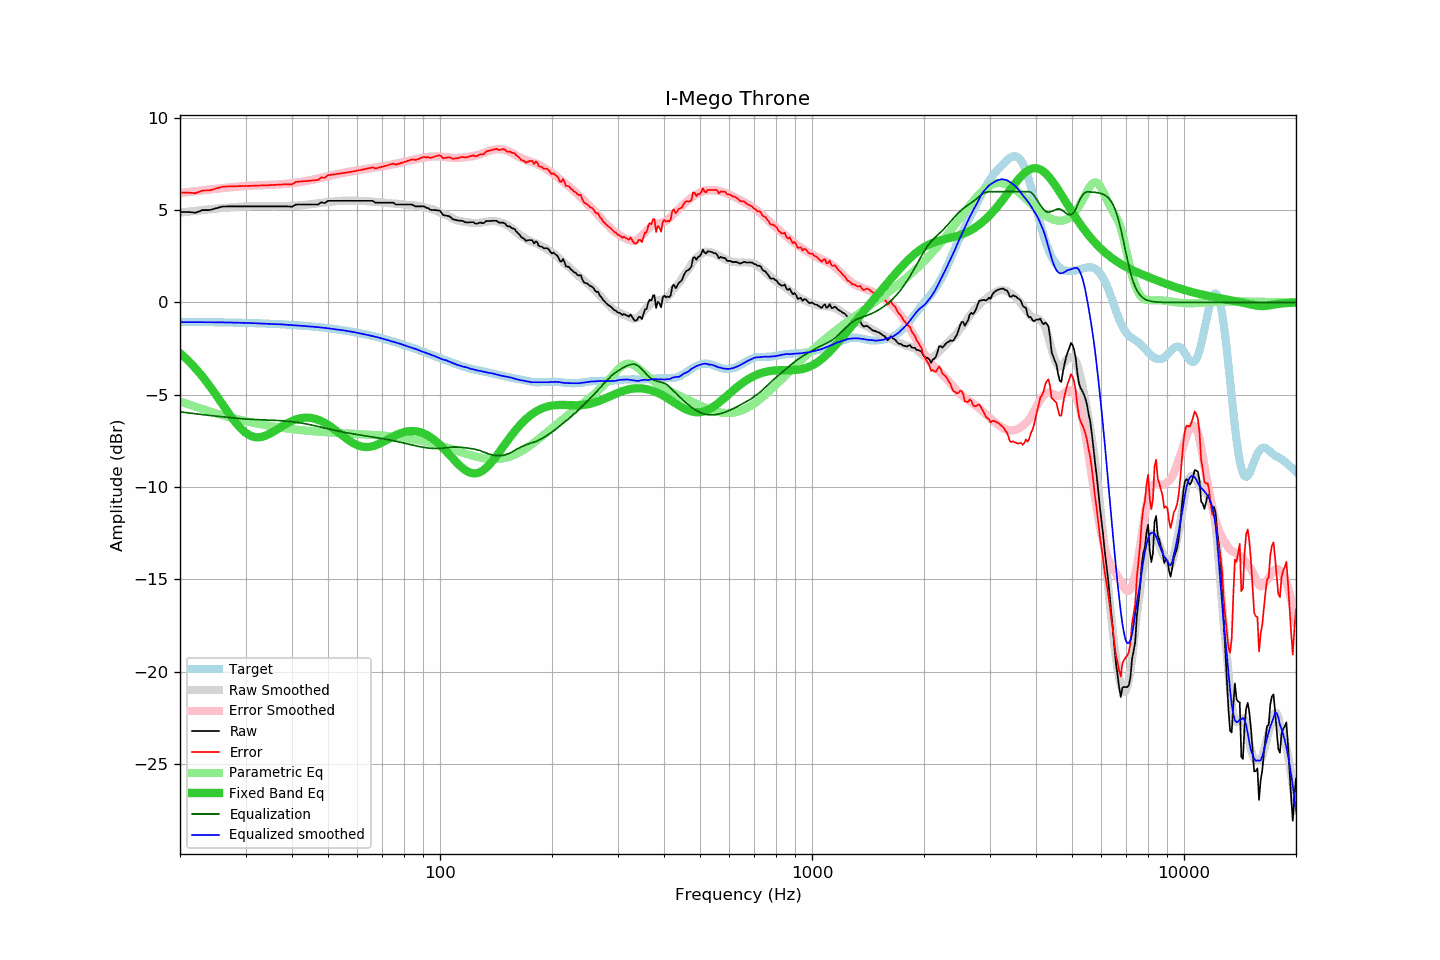 I-Mego Throne
10
5
0
−5
−10
−15
−20
−25
Amplitude (dBr)
Target
Raw Smoothed
Error Smoothed
Raw
Error
Parametric Eq
Fixed Band Eq
Equalization
Equalized smoothed
100
1000
10000
Frequency (Hz)